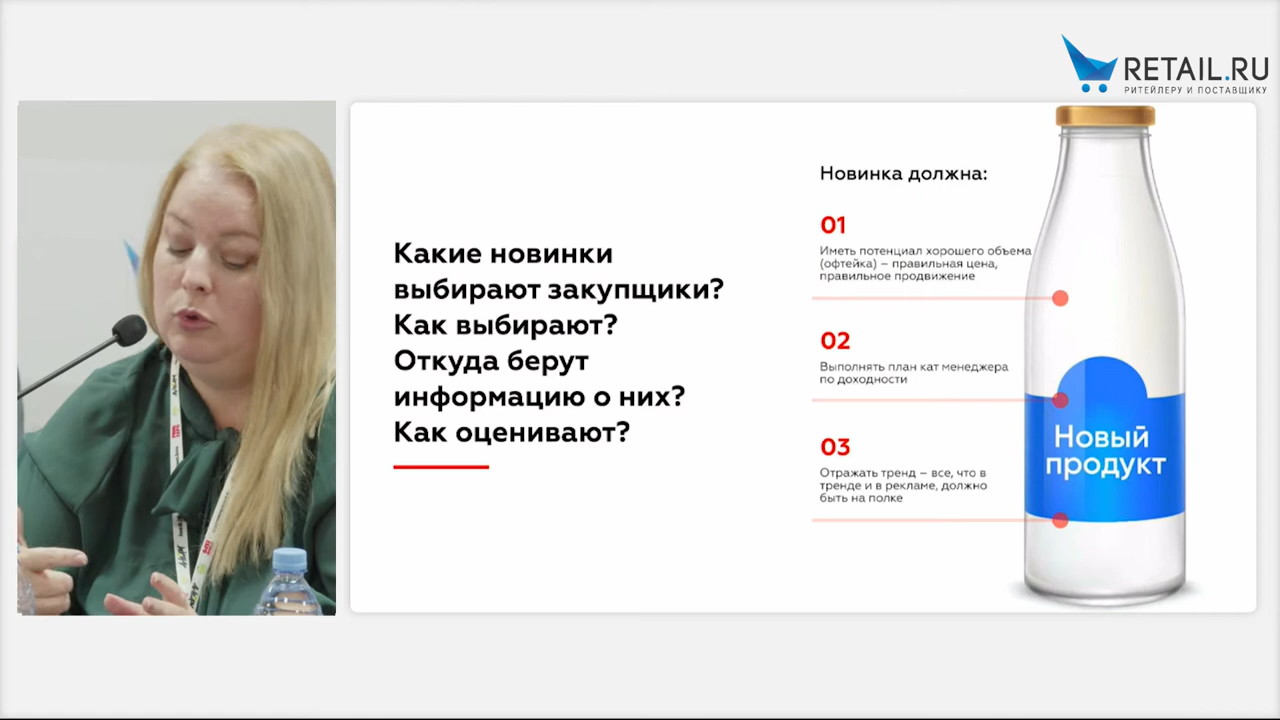 RETAIL.RU
РИТЕЙЛЕРУ И ПОСТАВЩИКУ
Какие новинки
выбирают закупщики?
Как выбирают?
Откуда берут
информацию о них?
Как оценивают?
Новинка должна:
01
Иметь потенциал хорошего объема
(офтейка) – правильная цена,
правильное продвижение
02
Выполнять план кат менеджера
по доходности
03
Отражать тренд – все, что в
тренде и в рекламе, должно
быть на полке
Новый
продукт